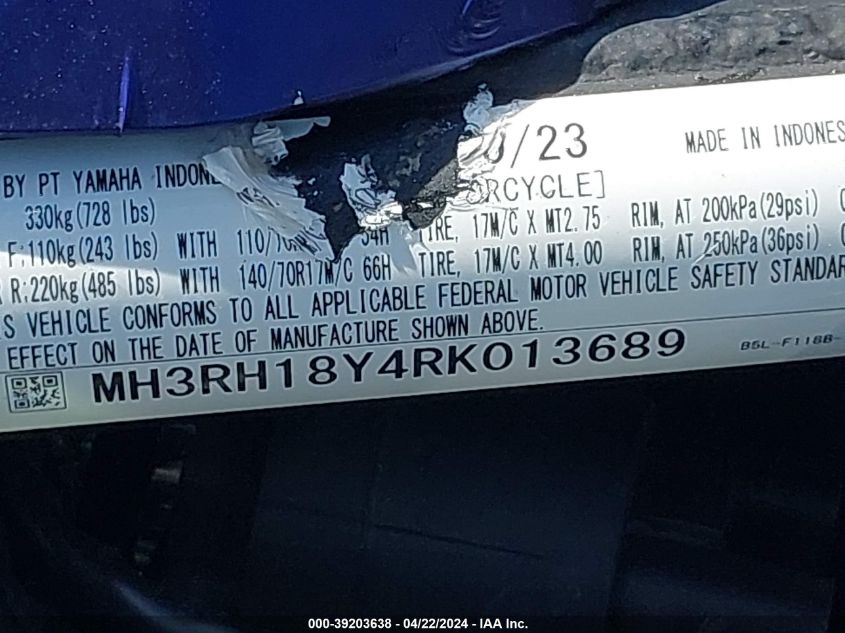 /23 MADE IN INDONES
BY PT YAMAHA INDON
330kg(728 lbs) RCYCLE]
F:110kg(243 lbs) WITH 110/70R TIRE, 17M/C X MT2.75 RIM, AT 200kPa(29psi)
R:220kg(485 lbs) WITH 140/70R17M/C 66H TIRE, 17M/C X MT4.00 RIM, AT 250kPa(36psi)
S VEHICLE CONFORMS TO ALL APPLICABLE FEDERAL MOTOR VEHICLE SAFETY STANDAR
EFFECT ON THE DATE OF MANUFACTURE SHOWN ABOVE.
MH3RH18Y4RK013689 B5L-F118B-
000-39203638 - 04/22/2024 - IAA Inc.